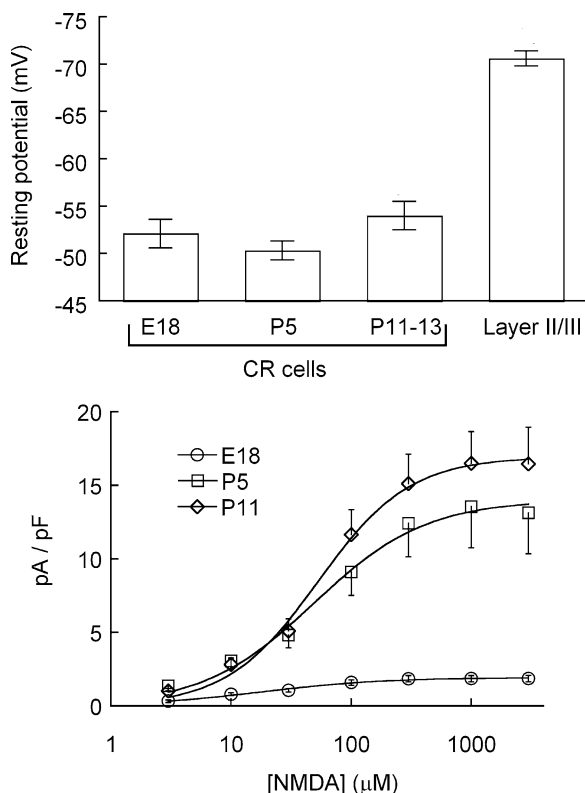 Resting potential (mV)
-75
-70
-65
-60
-55
-50
-45
E18 P5 P11-13 Layer II/III
CR cells
pA / pF
20
15
10
5
0
E18
P5
P11
1 10 100 1000
[NMDA] (μM)